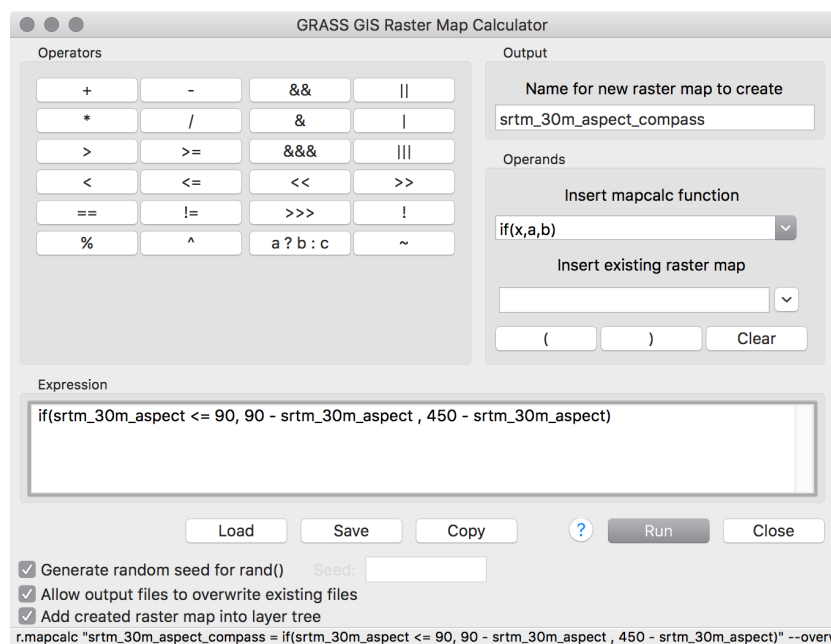 GRASS GIS Raster Map Calculator
Operators
+ - && ||
* / & |
> >= &&& |||
< <= << >>
== != >>> !
% ^ a ? b : c ~
Output
Name for new raster map to create
srtm_30m_aspect_compass
Operands
Insert mapcalc function
if(x,a,b)
Insert existing raster map
( ) Clear
Expression
if(srtm_30m_aspect <= 90, 90 - srtm_30m_aspect , 450 - srtm_30m_aspect)
Load Save Copy ? Run Close
Generate random seed for rand() Seed:
Allow output files to overwrite existing files
Add created raster map into layer tree
r.mapcalc "srtm_30m_aspect_compass = if(srtm_30m_aspect <= 90, 90 - srtm_30m_aspect , 450 - srtm_30m_aspect)" --overw